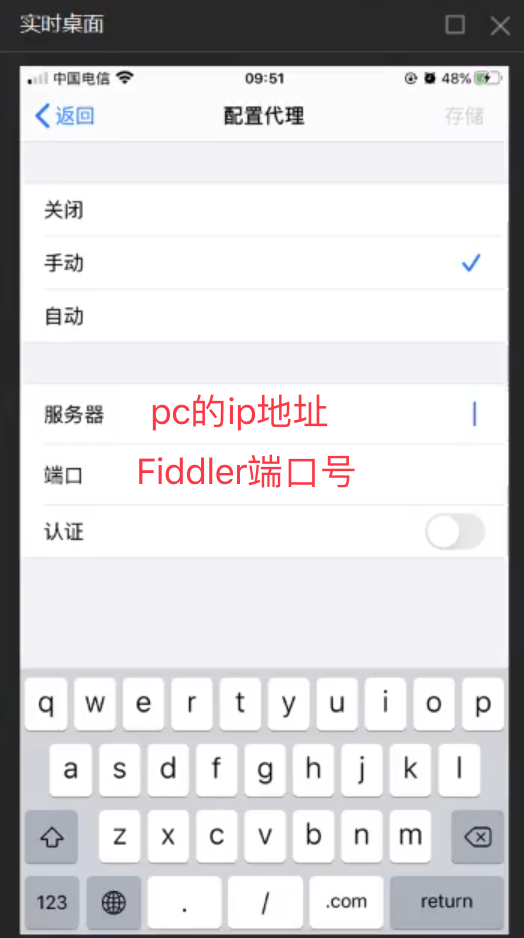 实时桌面
中国电信 09:51 48%
返回 配置代理 存储
关闭
手动
自动
服务器 pc的ip地址
端口 Fiddler端口号
认证
q w e r t y u i o p
a s d f g h j k l
z x c v b n m
123 . / .com return